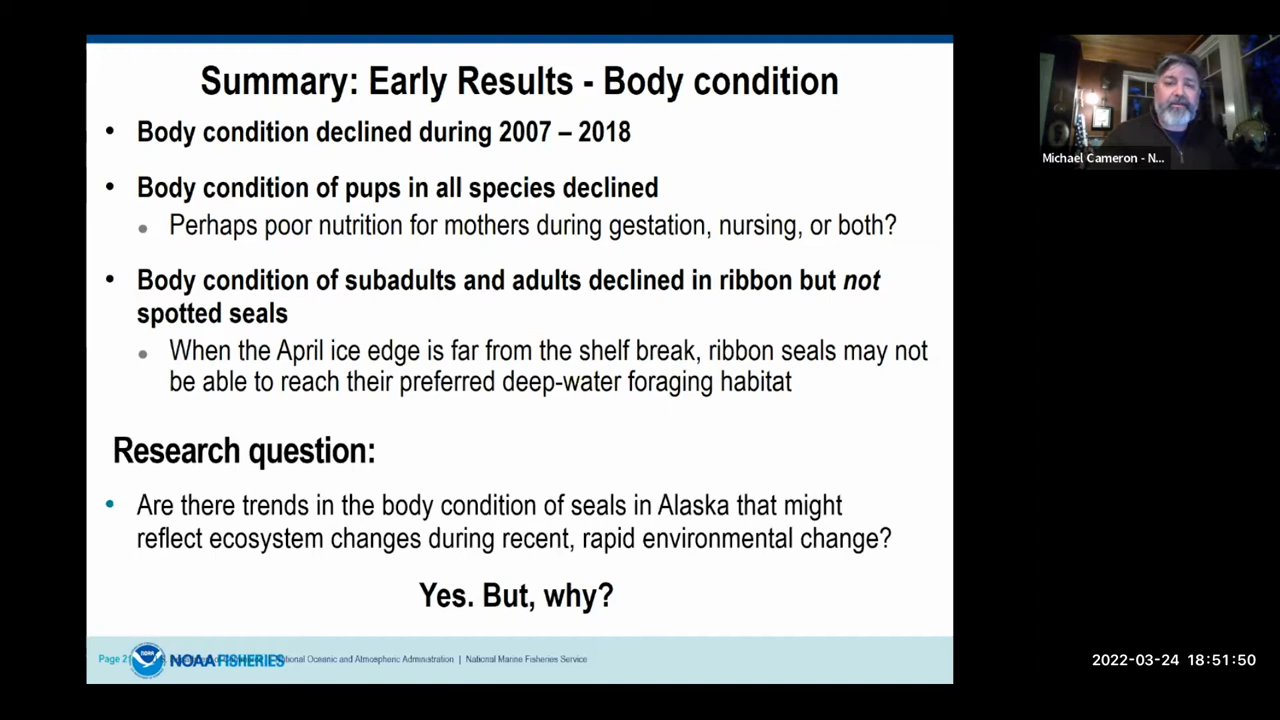 Summary: Early Results - Body condition
• Body condition declined during 2007 – 2018
• Body condition of pups in all species declined
• Perhaps poor nutrition for mothers during gestation, nursing, or both?
• Body condition of subadults and adults declined in ribbon but not
spotted seals
• When the April ice edge is far from the shelf break, ribbon seals may not
be able to reach their preferred deep-water foraging habitat
Research question:
• Are there trends in the body condition of seals in Alaska that might
reflect ecosystem changes during recent, rapid environmental change?
Yes. But, why?
Page 2
NOAA FISHERIES
National Oceanic and Atmospheric Administration | National Marine Fisheries Service
Michael Cameron - N...
2022-03-24 18:51:50